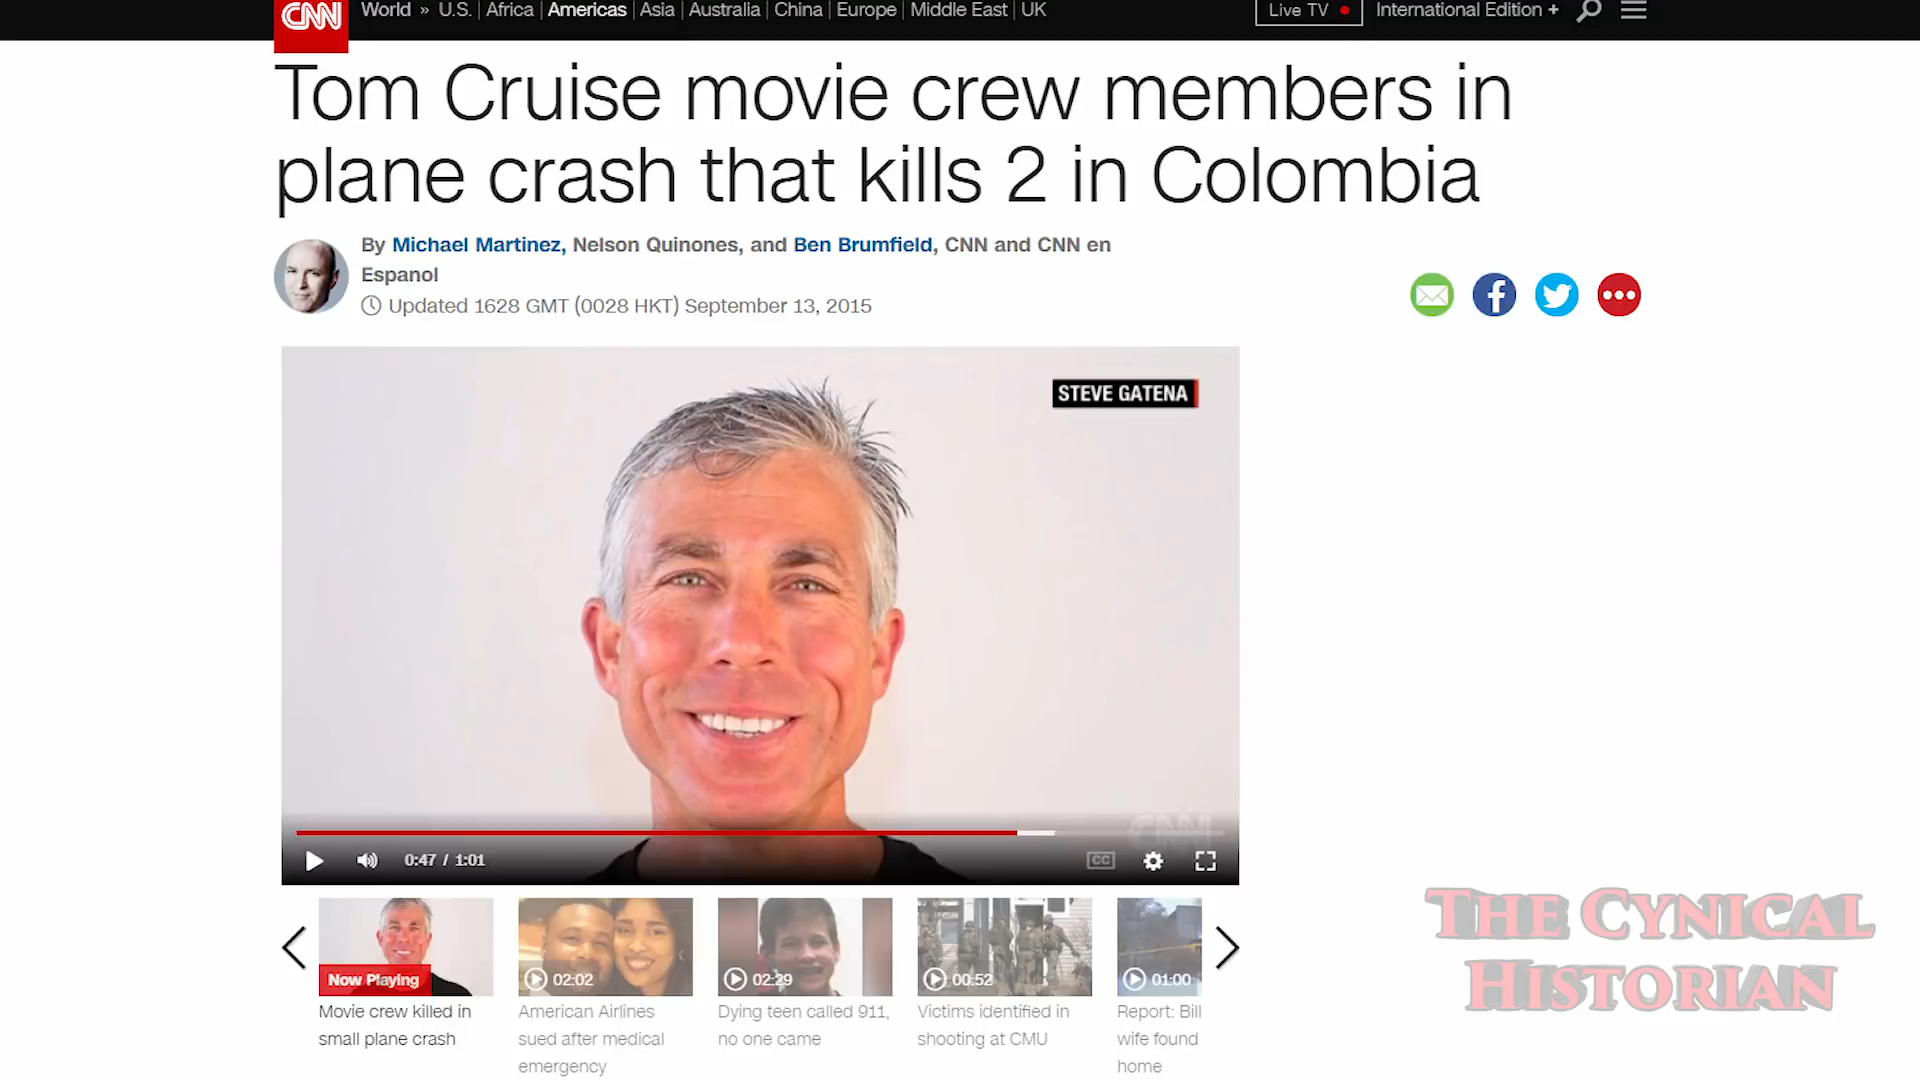 CNN World » U.S. | Africa | Americas | Asia | Australia | China | Europe | Middle East | UK Live TV International Edition +
Tom Cruise movie crew members in
plane crash that kills 2 in Colombia
By Michael Martinez, Nelson Quinones, and Ben Brumfield, CNN and CNN en
Espanol
Updated 1628 GMT (0028 HKT) September 13, 2015
STEVE GATENA
CNN
0:47 / 1:01 CC
Now Playing 02:02 02:29 00:52 01:00
Movie crew killed in
small plane crash
American Airlines
sued after medical
emergency
Dying teen called 911,
no one came
Victims identified in
shooting at CMU
Report: Bill
wife found
home
THE CYNICAL
HISTORIAN